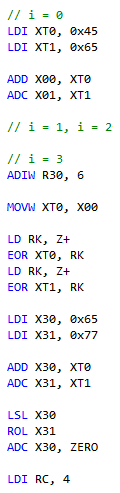 // i = 0
LDI XT0, 0x45
LDI XT1, 0x65
ADD X00, XT0
ADC X01, XT1
// i = 1, i = 2
// i = 3
ADIW R30, 6
MOVW XT0, X00
LD RK, Z+
EOR XT0, RK
LD RK, Z+
EOR XT1, RK
LDI X30, 0x65
LDI X31, 0x77
ADD X30, XT0
ADC X31, XT1
LSL X30
ROL X31
ADC X30, ZERO
LDI RC, 4